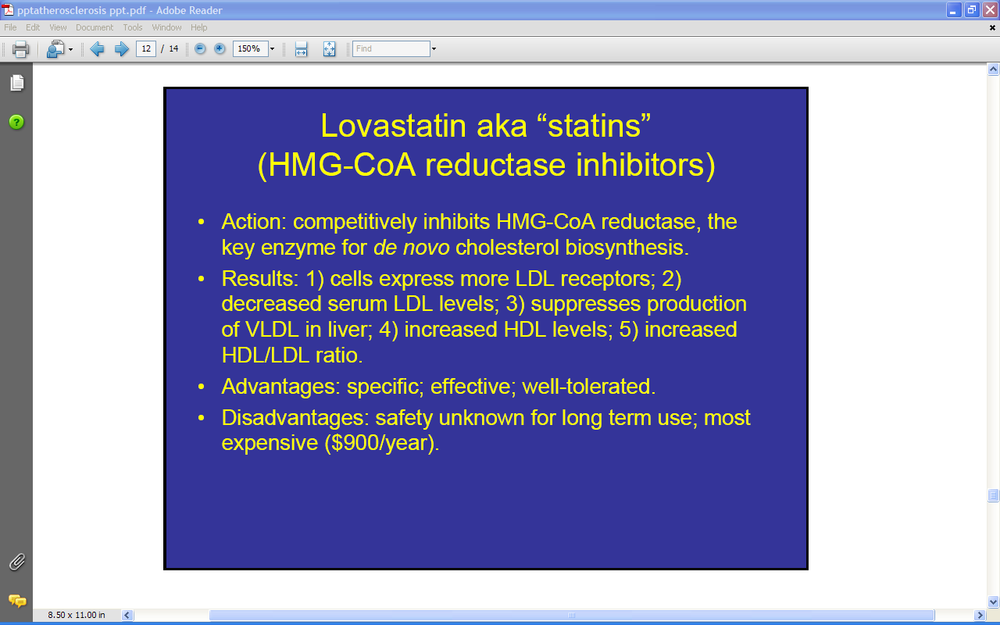 pptatherosclerosis ppt.pdf - Adobe Reader
File Edit View Document Tools Window Help
12 / 14 150% Find
Lovastatin aka “statins”
(HMG-CoA reductase inhibitors)
• Action: competitively inhibits HMG-CoA reductase, the
key enzyme for de novo cholesterol biosynthesis.
• Results: 1) cells express more LDL receptors; 2)
decreased serum LDL levels; 3) suppresses production
of VLDL in liver; 4) increased HDL levels; 5) increased
HDL/LDL ratio.
• Advantages: specific; effective; well-tolerated.
• Disadvantages: safety unknown for long term use; most
expensive ($900/year).
8.50 x 11.00 in